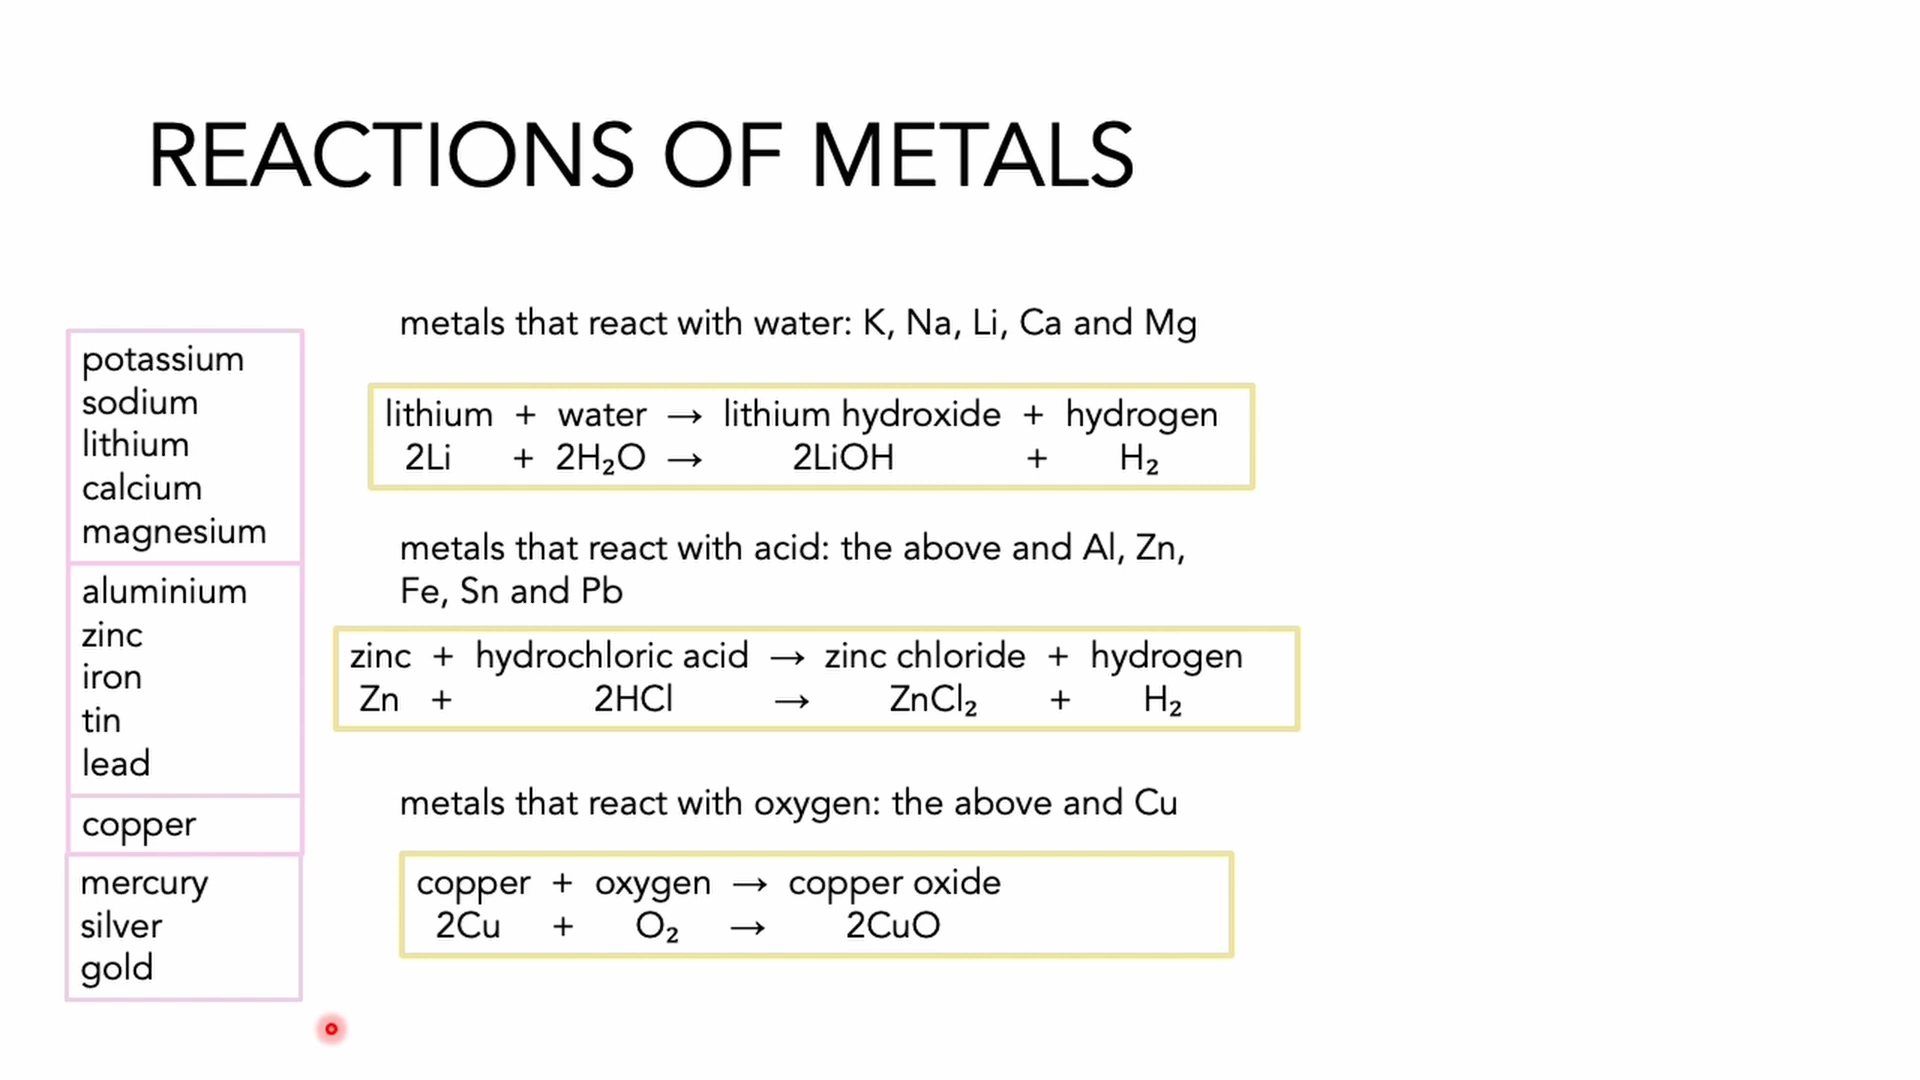 REACTIONS OF METALS
potassium
sodium
lithium
calcium
magnesium
aluminium
zinc
iron
tin
lead
copper
mercury
silver
gold
metals that react with water: K, Na, Li, Ca and Mg
lithium + water → lithium hydroxide + hydrogen
2Li + 2H₂O → 2LiOH + H₂
metals that react with acid: the above and Al, Zn,
Fe, Sn and Pb
zinc + hydrochloric acid → zinc chloride + hydrogen
Zn + 2HCl → ZnCl₂ + H₂
metals that react with oxygen: the above and Cu
copper + oxygen → copper oxide
2Cu + O₂ → 2CuO